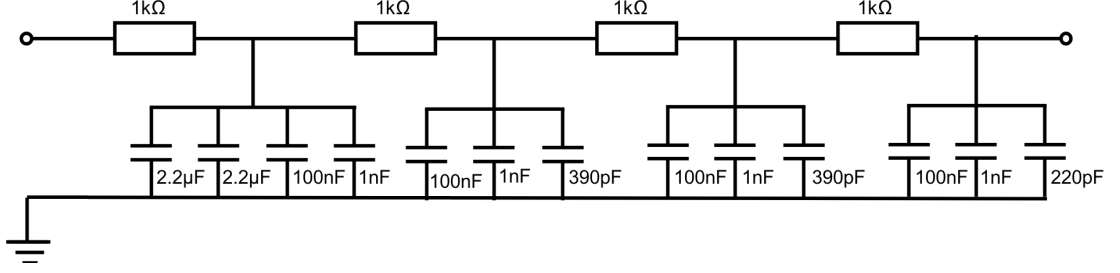 1kΩ 1kΩ 1kΩ 1kΩ
2.2µF 2.2µF 100nF 1nF 100nF 1nF 390pF 100nF 1nF 390pF 100nF 1nF 220pF